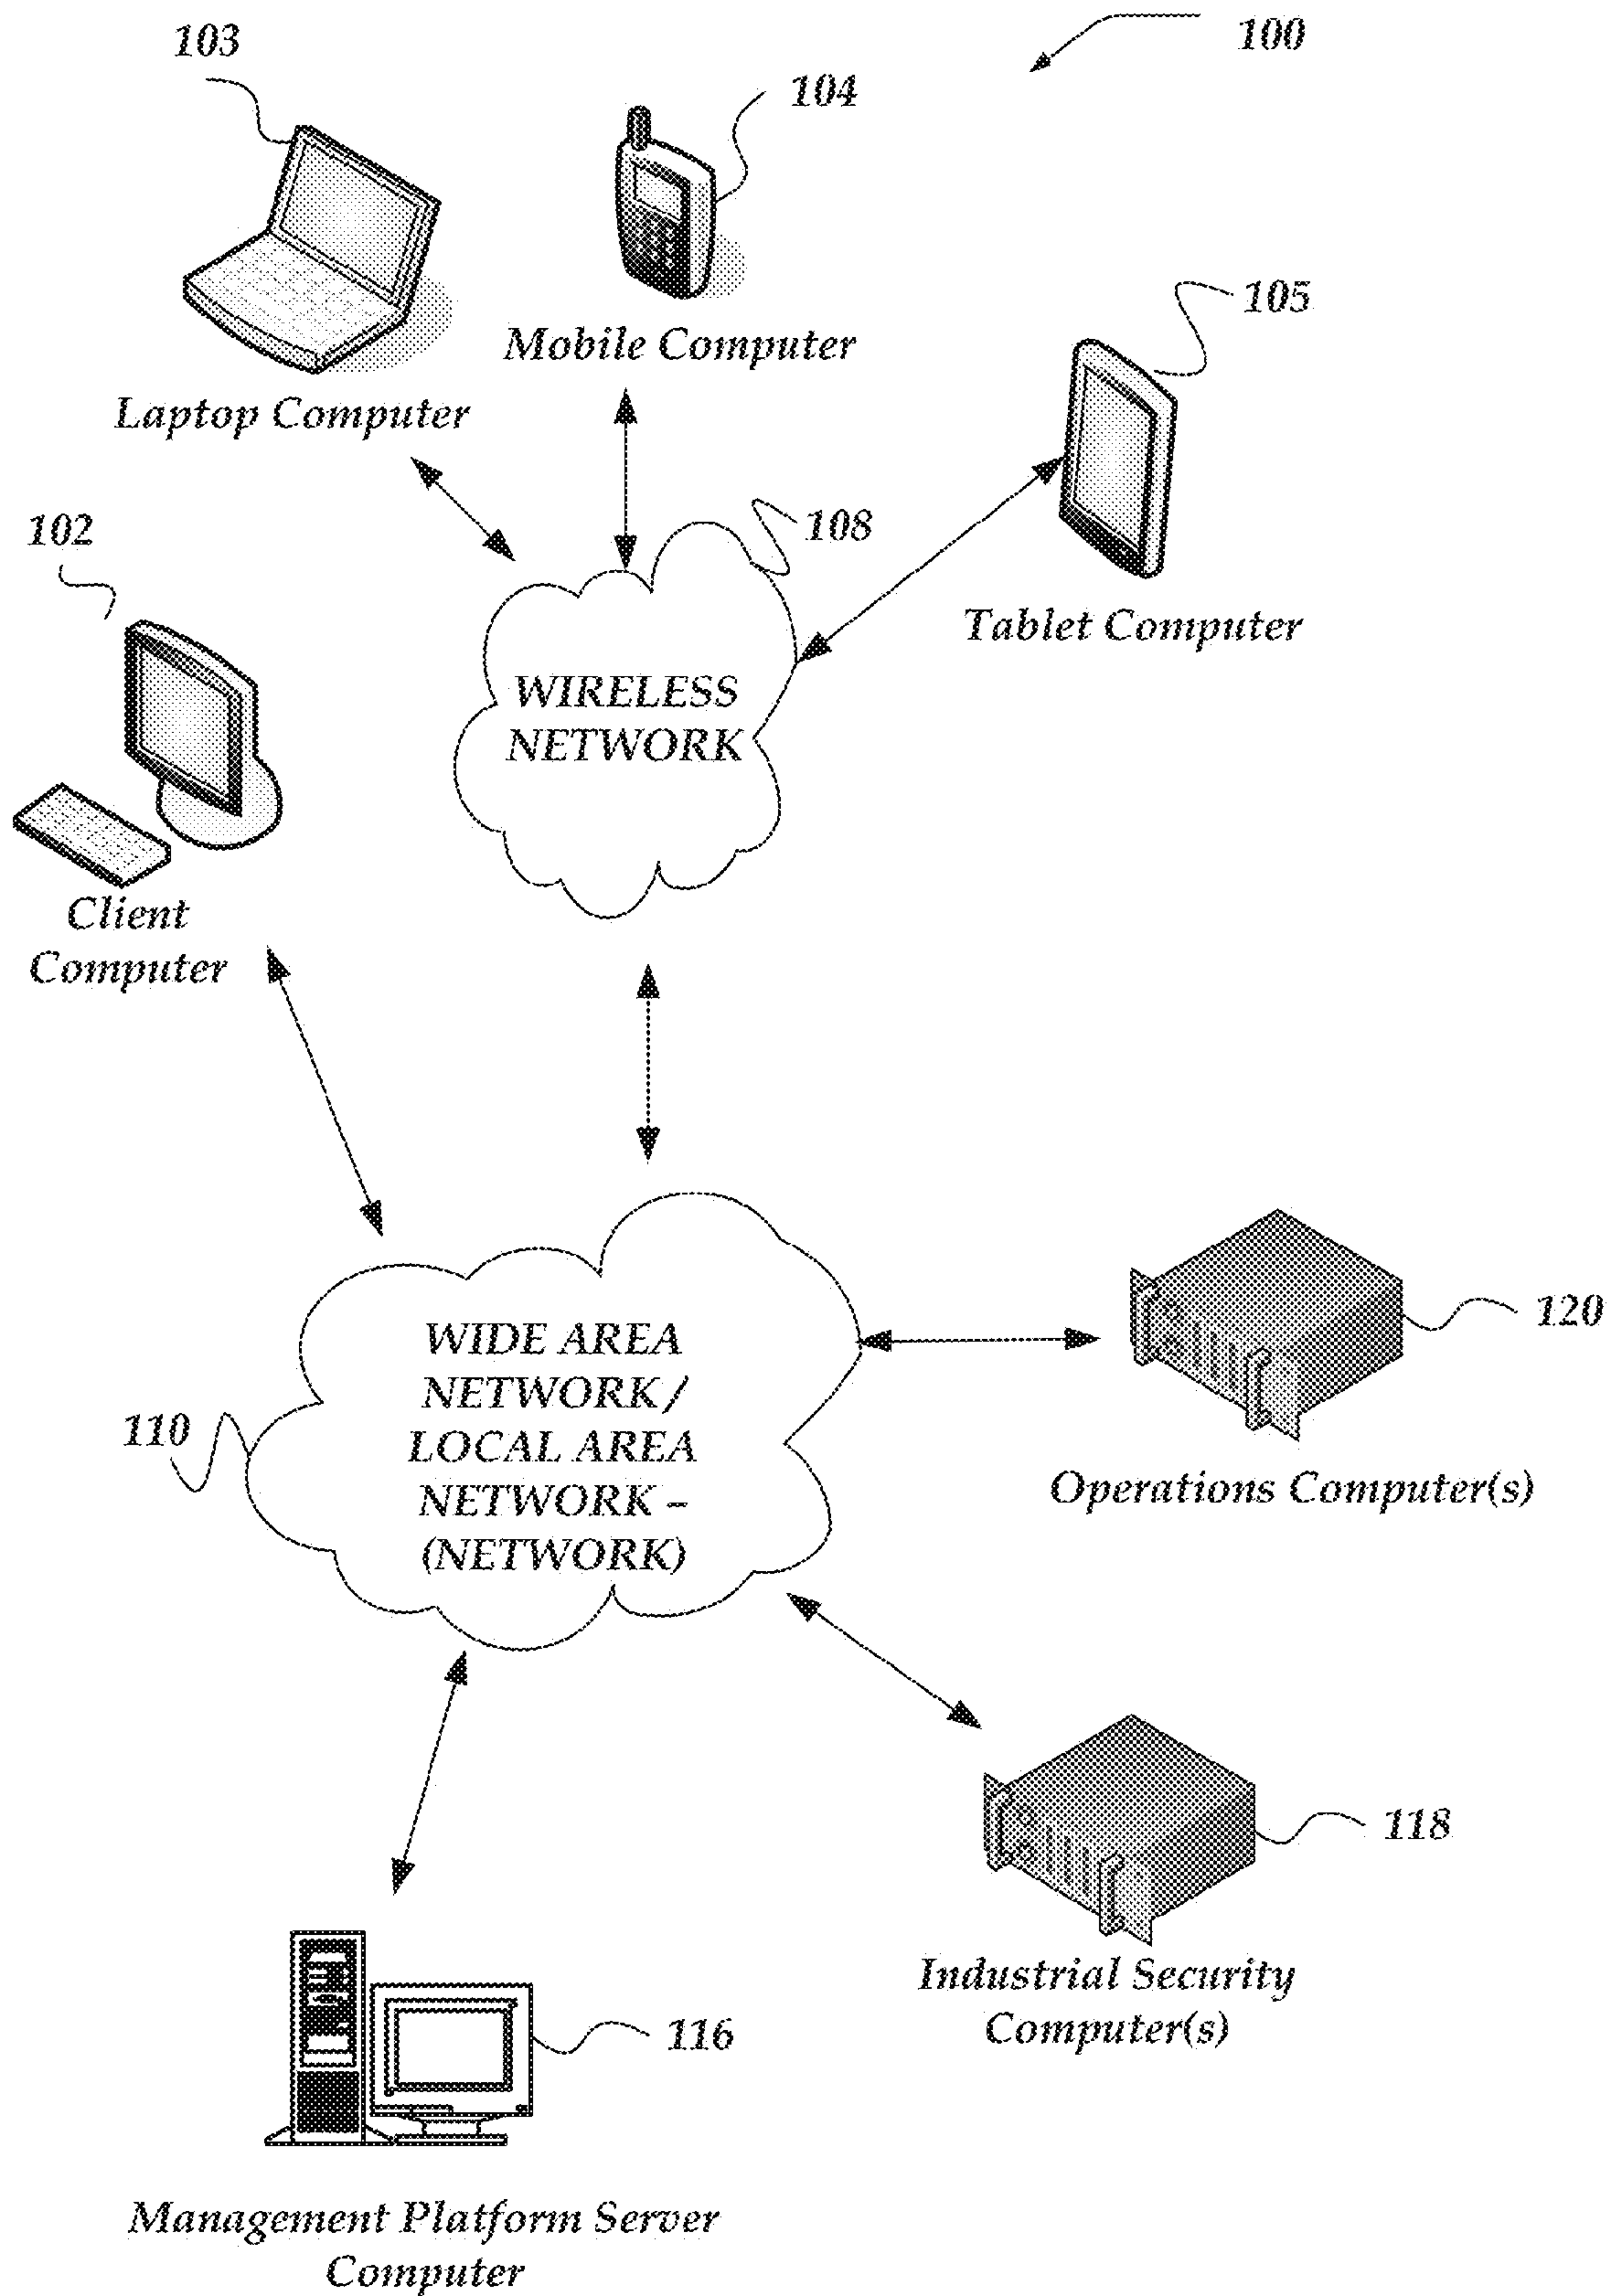 103
100
104
105
Mobile Computer
Laptop Computer
102
108
Tablet Computer
WIRELESS
NETWORK
Client
Computer
WIDE AREA
NETWORK /
LOCAL AREA
NETWORK –
(NETWORK)
110
120
Operations Computer(s)
118
Industrial Security
Computer(s)
116
Management Platform Server
Computer